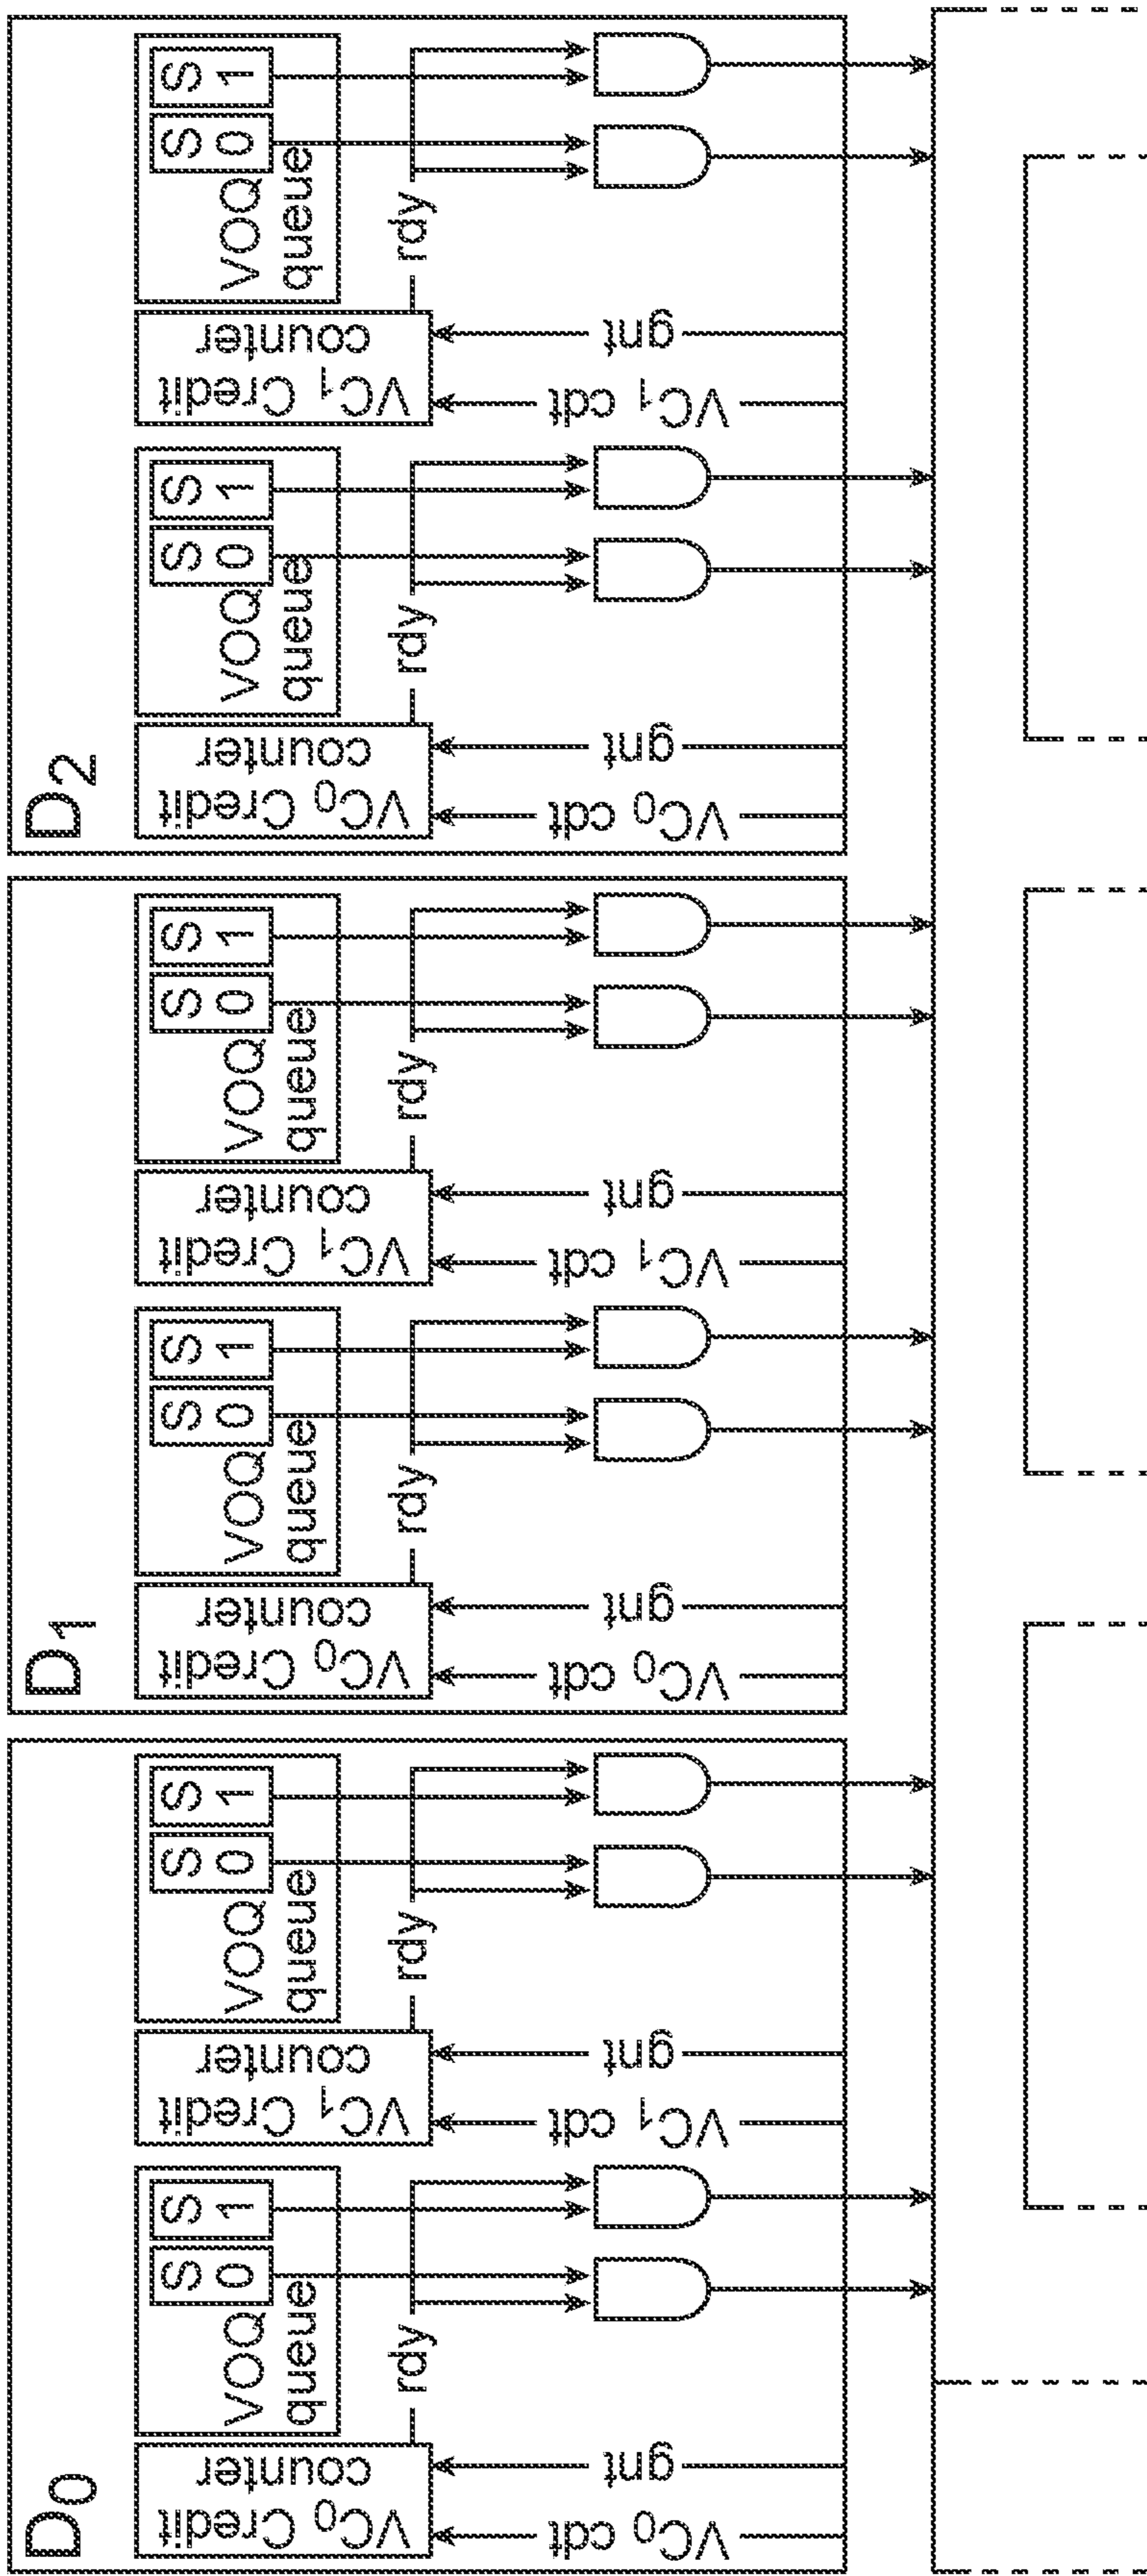 D0
VC0 Credit
counter
VOQ
queue
S
0
S
1
rdy
VC0 cdt
gnt
VC1 Credit
counter
VOQ
queue
S
0
S
1
rdy
VC1 cdt
gnt
D1
VC0 Credit
counter
VOQ
queue
S
0
S
1
rdy
VC0 cdt
gnt
VC1 Credit
counter
VOQ
queue
S
0
S
1
rdy
VC1 cdt
gnt
D2
VC0 Credit
counter
VOQ
queue
S
0
S
1
rdy
VC0 cdt
gnt
VC1 Credit
counter
VOQ
queue
S
0
S
1
rdy
VC1 cdt
gnt